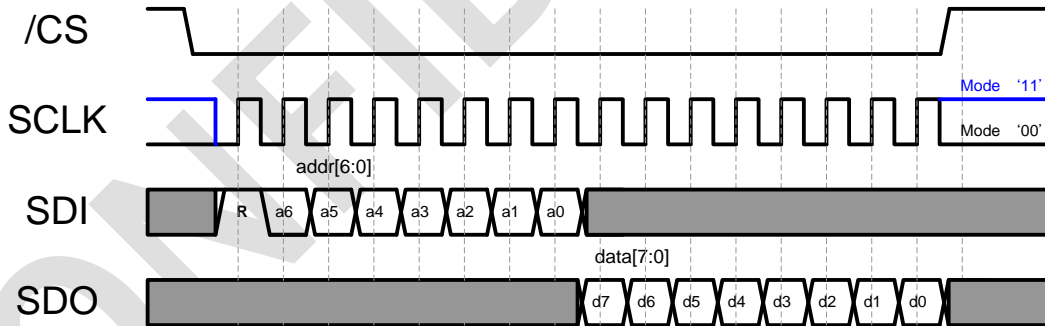 /CS
SCLK
Mode '11'
Mode '00'
addr[6:0]
SDI
R a6 a5 a4 a3 a2 a1 a0
data[7:0]
SDO
d7 d6 d5 d4 d3 d2 d1 d0